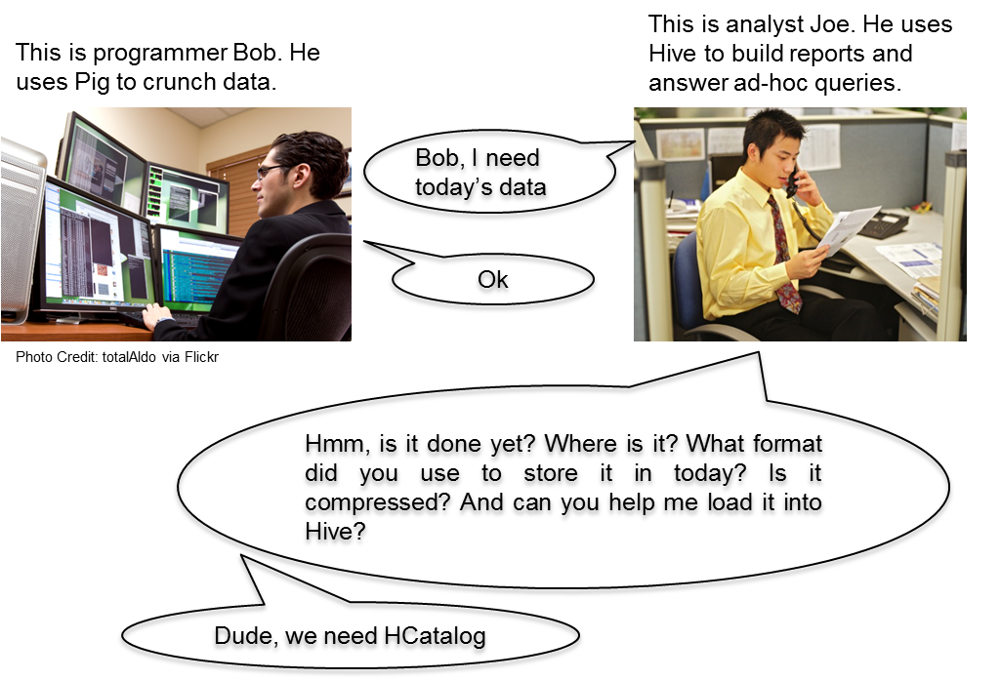 This is programmer Bob. He
uses Pig to crunch data.
This is analyst Joe. He uses
Hive to build reports and
answer ad-hoc queries.
Bob, I need
today’s data
Ok
Photo Credit: totalAldo via Flickr
Hmm, is it done yet? Where is it? What format
did you use to store it in today? Is it
compressed? And can you help me load it into
Hive?
Dude, we need HCatalog